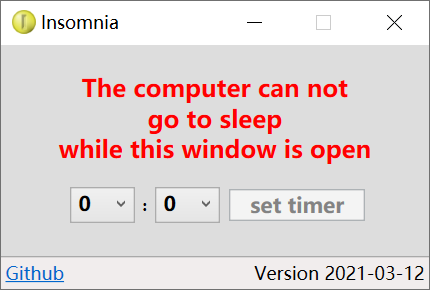 Insomnia
The computer can not
go to sleep
while this window is open
0 : 0 set timer
Github Version 2021-03-12